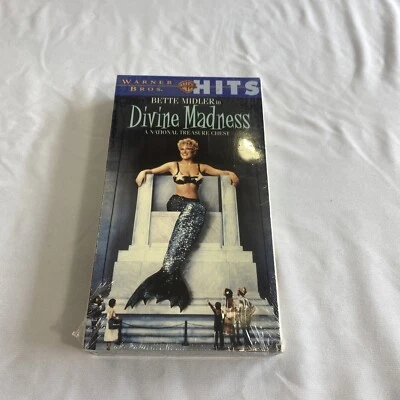 WARNER BROS. HITS
BETTE MIDLER in
Divine Madness
A NATIONAL TREASURE CHEST